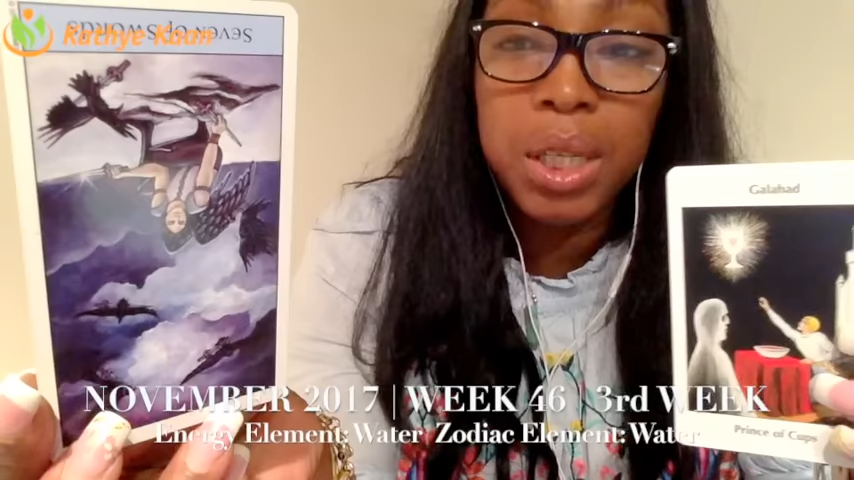 Kathye Kaan
SEVEN OF SWORDS
Galahad
NOVEMBER 2017 | WEEK 46 | 3rd WEEK
Energy Element: Water Zodiac Element: Water
Prince of Cups